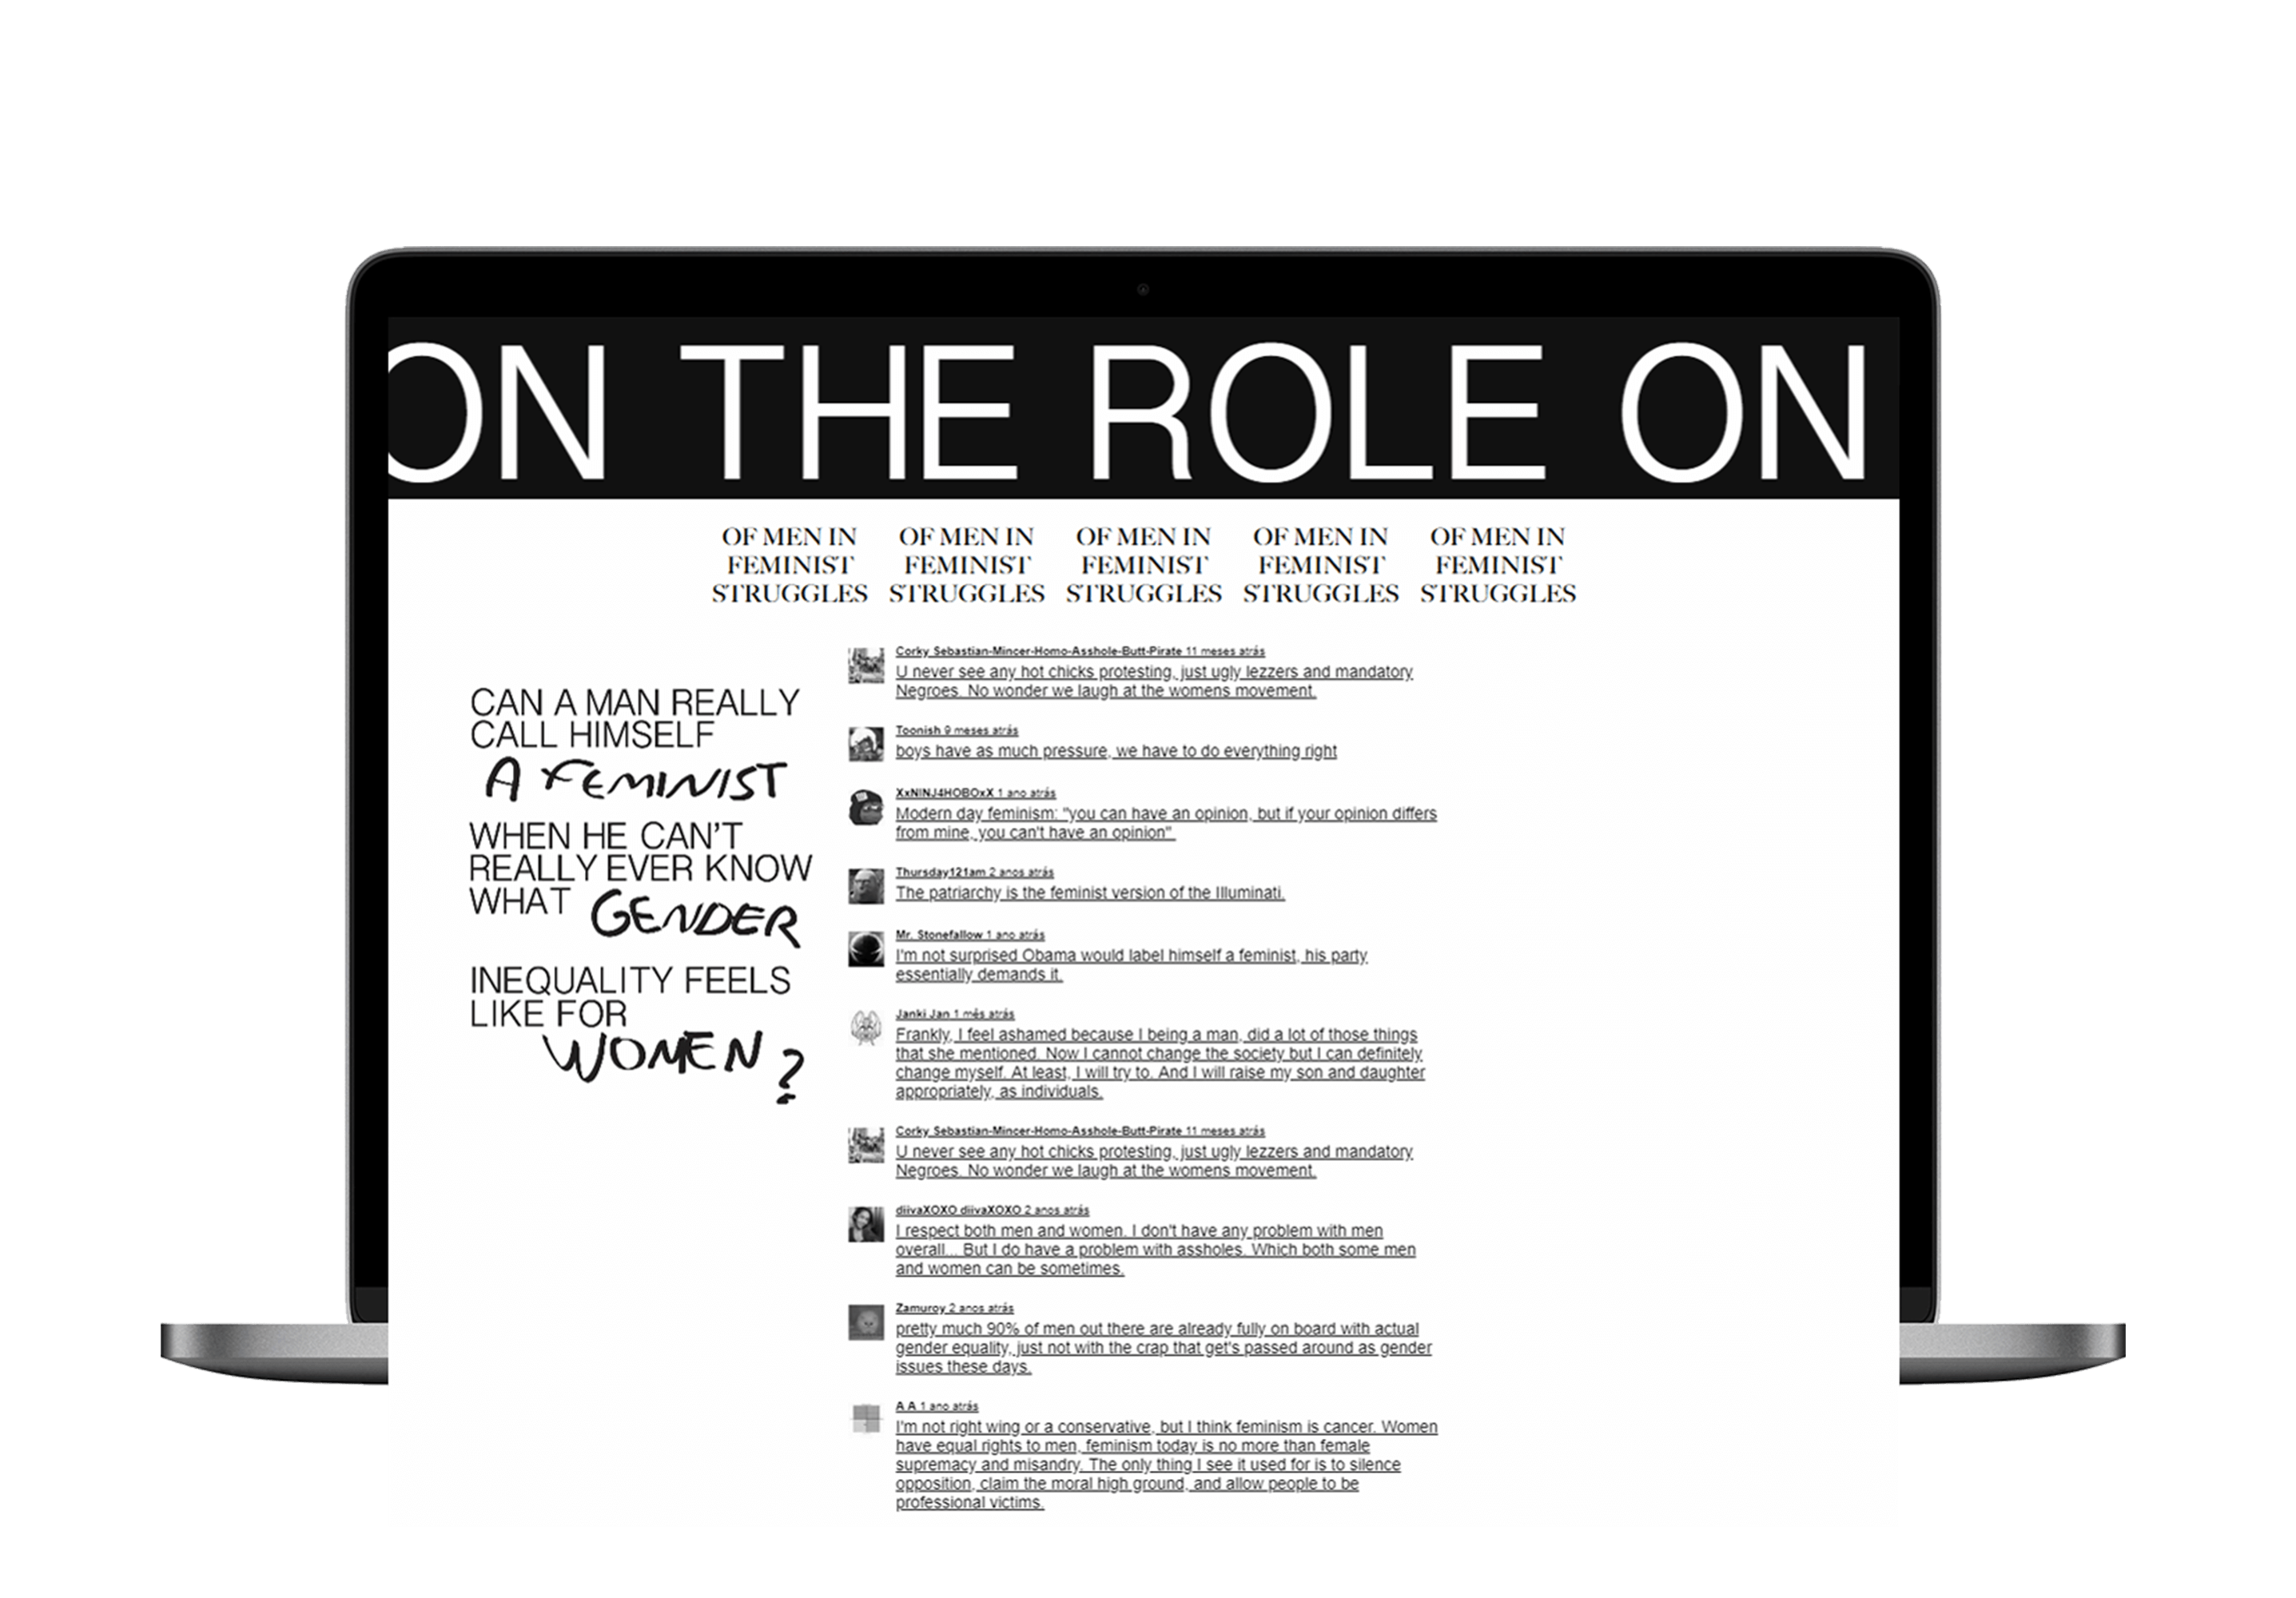 ON THE ROLE ON
OF MEN IN OF MEN IN OF MEN IN OF MEN IN OF MEN IN
FEMINIST FEMINIST FEMINIST FEMINIST FEMINIST
STRUGGLES STRUGGLES STRUGGLES STRUGGLES STRUGGLES
CAN A MAN REALLY
CALL HIMSELF
A FEMINIST
WHEN HE CAN'T
REALLY EVER KNOW
WHAT GENDER
INEQUALITY FEELS
LIKE FOR
WOMEN?
Corky Sebastian-Mincer-Homo-Asshole-Butt-Pirate 11 meses atrás
U never see any hot chicks protesting, just ugly lezzers and mandatory
Negroes. No wonder we laugh at the womens movement.
Toonish 9 meses atrás
boys have as much pressure, we have to do everything right
XxNINJ4HOBOxX 1 ano atrás
Modern day feminism: "you can have an opinion, but if your opinion differs
from mine, you can't have an opinion"
Thursday121am 2 anos atrás
The patriarchy is the feminist version of the Illuminati.
Mr. Stonefallow 1 ano atrás
I'm not surprised Obama would label himself a feminist, his party
essentially demands it.
Janki Jan 1 mês atrás
Frankly, I feel ashamed because I being a man, did a lot of those things
that she mentioned. Now I cannot change the society but I can definitely
change myself. At least, I will try to. And I will raise my son and daughter
appropriately, as individuals.
Corky Sebastian-Mincer-Homo-Asshole-Butt-Pirate 11 meses atrás
U never see any hot chicks protesting, just ugly lezzers and mandatory
Negroes. No wonder we laugh at the womens movement.
diivaXOXO diivaXOXO 2 anos atrás
I respect both men and women. I don't have any problem with men
overall... But I do have a problem with assholes. Which both some men
and women can be sometimes.
Zamuroy 2 anos atrás
pretty much 90% of men out there are already fully on board with actual
gender equality, just not with the crap that get's passed around as gender
issues these days.
A A 1 ano atrás
I'm not right wing or a conservative, but I think feminism is cancer. Women
have equal rights to men, feminism today is no more than female
supremacy and misandry. The only thing I see it used for is to silence
opposition, claim the moral high ground, and allow people to be
professional victims.